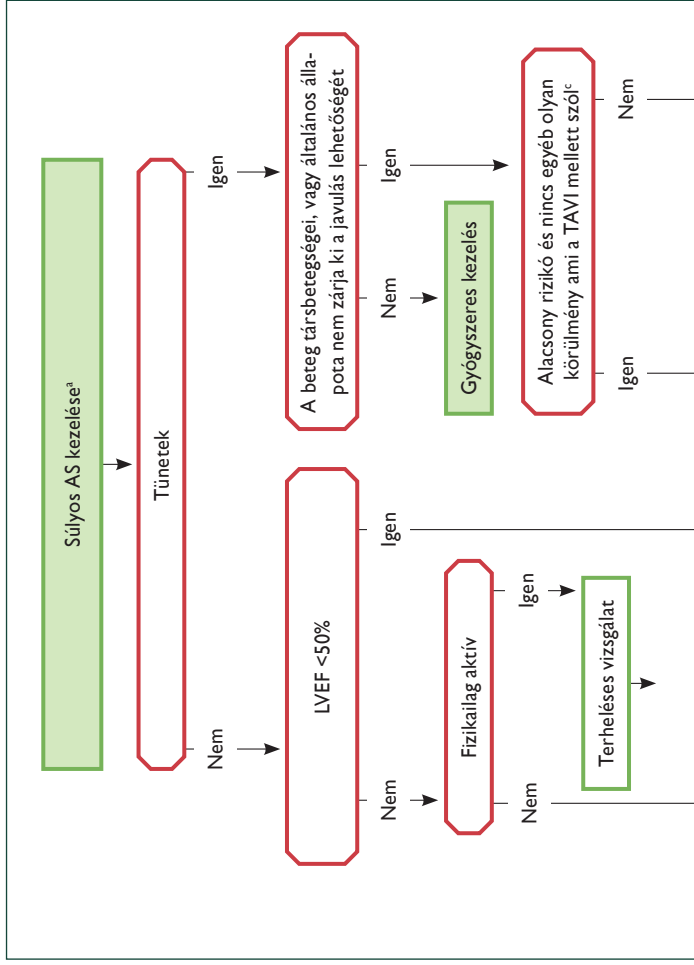 Súlyos AS kezeléseᵃ
Tünetek
Nem
Igen
LVEF <50%
A beteg társbetegségei, vagy általános álla-
pota nem zárja ki a javulás lehetőségét
Nem
Igen
Nem
Igen
Fizikailag aktív
Gyógyszeres kezelés
Nem
Igen
Alacsony rizikó és nincs egyéb olyan
körülmény ami a TAVI mellett szólᶜ
Terheléses vizsgálat
Igen
Nem